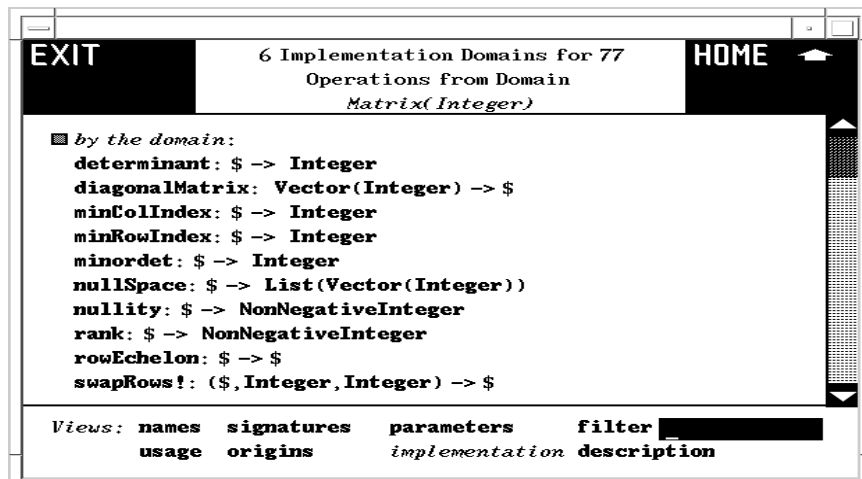 EXIT
6 Implementation Domains for 77
Operations from Domain
Matrix(Integer)
HOME
by the domain:
determinant: $ -> Integer
diagonalMatrix: Vector(Integer) -> $
minColIndex: $ -> Integer
minRowIndex: $ -> Integer
minordet: $ -> Integer
nullSpace: $ -> List(Vector(Integer))
nullity: $ -> NonNegativeInteger
rank: $ -> NonNegativeInteger
rowEchelon: $ -> $
swapRows!: ($,Integer,Integer) -> $
Views: names signatures parameters filter
usage origins implementation description